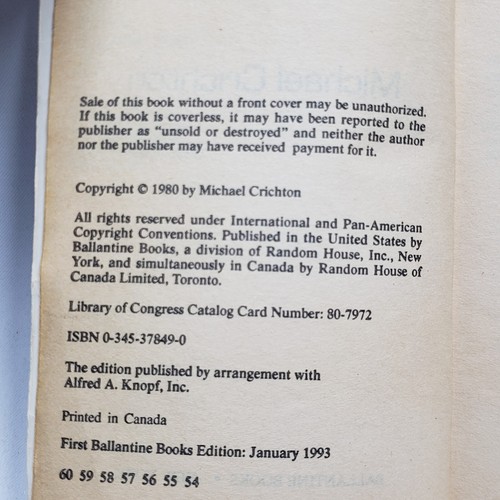 Michael Crichton
Sale of this book without a front cover may be unauthorized.
If this book is coverless, it may have been reported to the
publisher as "unsold or destroyed" and neither the author
nor the publisher may have received payment for it.
Copyright © 1980 by Michael Crichton
All rights reserved under International and Pan-American
Copyright Conventions. Published in the United States by
Ballantine Books, a division of Random House, Inc., New
York, and simultaneously in Canada by Random House of
Canada Limited, Toronto.
Library of Congress Catalog Card Number: 80-7972
ISBN 0-345-37849-0
The edition published by arrangement with
Alfred A. Knopf, Inc.
Printed in Canada
First Ballantine Books Edition: January 1993
60 59 58 57 56 55 54
BALLANTINE BOOKS